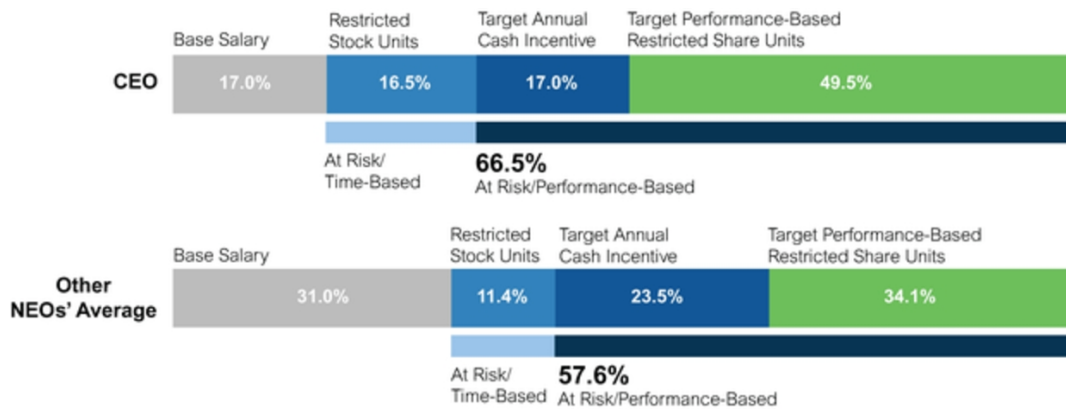 Base Salary
Restricted
Stock Units
Target Annual
Cash Incentive
Target Performance-Based
Restricted Share Units
CEO
17.0%
16.5%
17.0%
49.5%
At Risk/
Time-Based
66.5%
At Risk/Performance-Based
Base Salary
Restricted
Stock Units
Target Annual
Cash Incentive
Target Performance-Based
Restricted Share Units
Other
NEOs’ Average
31.0%
11.4%
23.5%
34.1%
At Risk/
Time-Based
57.6%
At Risk/Performance-Based